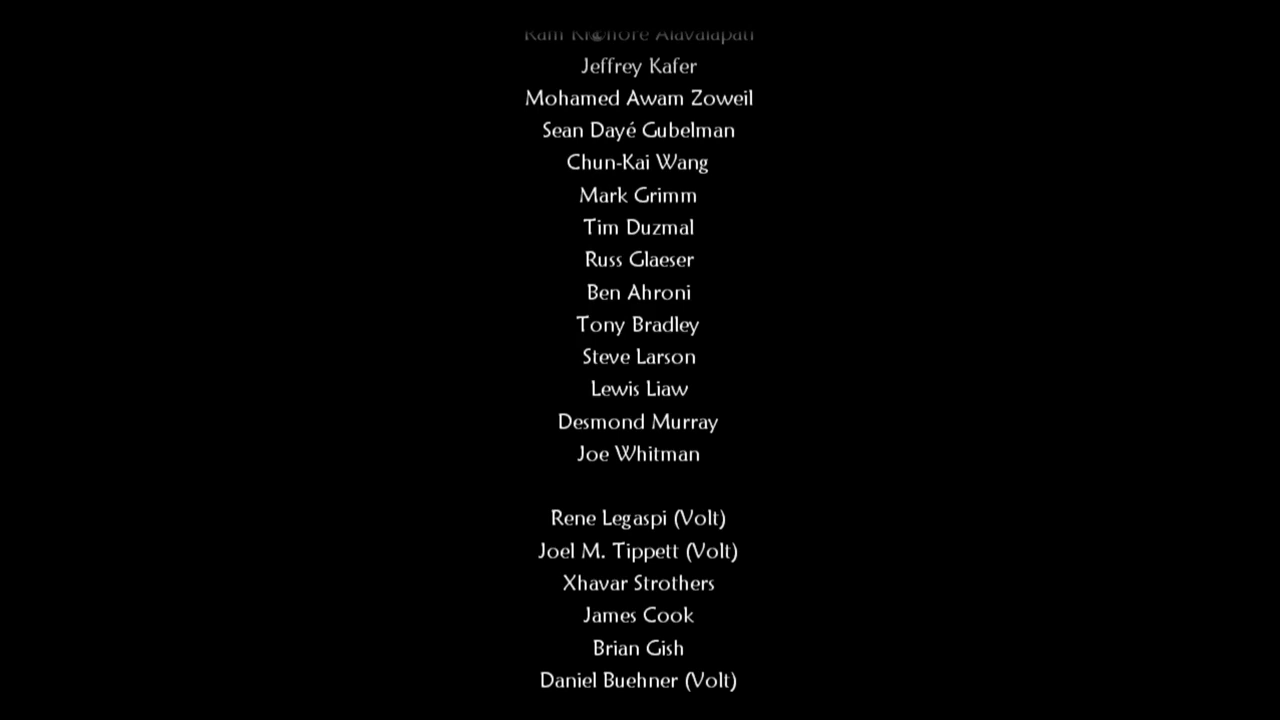 Alavalapati
Jeffrey Kafer
Mohamed Awam Zoweil
Sean Dayé Gubelman
Chun-Kai Wang
Mark Grimm
Tim Duzmal
Russ Glaeser
Ben Ahroni
Tony Bradley
Steve Larson
Lewis Liaw
Desmond Murray
Joe Whitman
Rene Legaspi (Volt)
Joel M. Tippett (Volt)
Xhavar Strothers
James Cook
Brian Gish
Daniel Buehner (Volt)